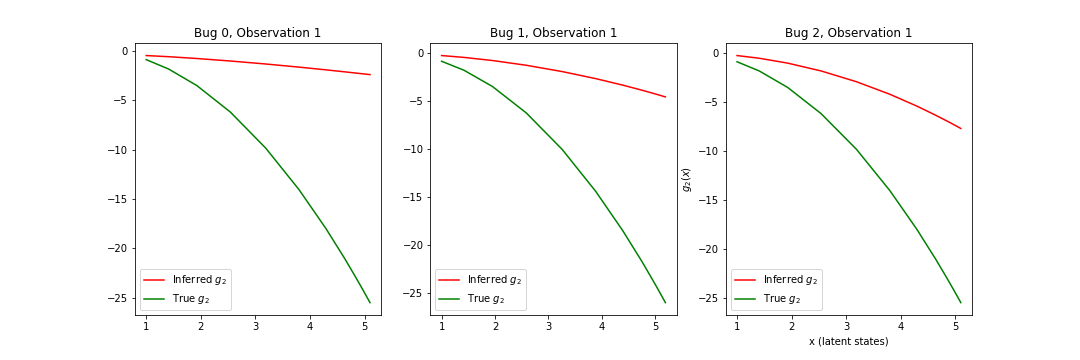 Bug 0, Observation 1
0
−5
−10
−15
−20
−25
1 2 3 4 5
Inferred g₂
True g₂
Bug 1, Observation 1
0
−5
−10
−15
−20
−25
1 2 3 4 5
Inferred g₂
True g₂
Bug 2, Observation 1
g₂(x)
0
−5
−10
−15
−20
−25
1 2 3 4 5
Inferred g₂
True g₂
x (latent states)